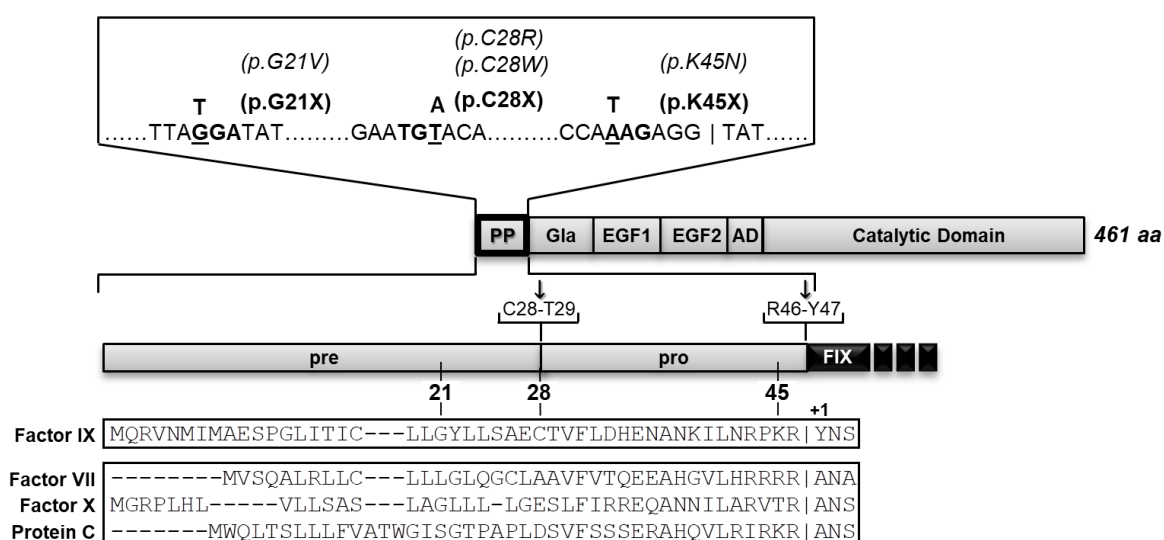 (p.C28R)
(p.G21V) (p.C28W) (p.K45N)
T (p.G21X) A (p.C28X) T (p.K45X)
......TTAGGATAT.........GAATGTACA..........CCAAAGAGG | TAT......
PP Gla EGF1 EGF2 AD Catalytic Domain 461 aa
C28-T29 R46-Y47
pre pro FIX
21 28 45
+1
Factor IX MQRVNMIMAESPGLITIC---LLGYLLSAECTVFLDHENANKILNRPKR|YNS
Factor VII --------MVSQALRLLC----LLLGLQGCLAAVFVTQEEAHGVLHRRRR|ANA
Factor X MGRPLHL-----VLLSAS---LAGLLL-LGESLFIRREQANNILARVTR|ANS
Protein C -------MWQLTSLLLFVATWGISGTPAPLDSVFSSSERAHQVLRIRKR|ANS